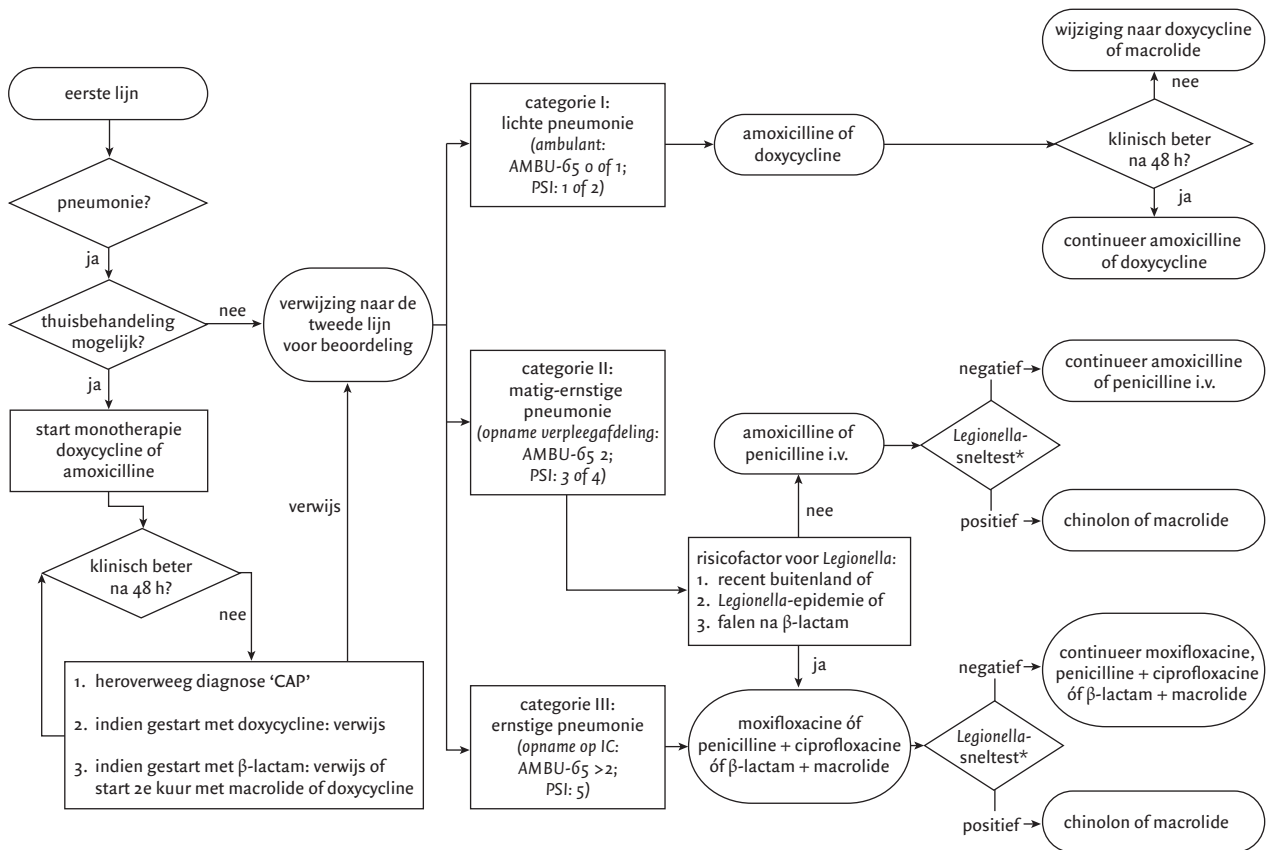 eerste lijn
pneumonie?
ja
thuisbehandeling
mogelijk?
nee
ja
start monotherapie
doxycycline of
amoxicilline
klinisch beter
na 48 h?
nee
1. heroverweeg diagnose ‘CAP’
2. indien gestart met doxycycline: verwijs
3. indien gestart met β-lactam: verwijs of
start 2e kuur met macrolide of doxycycline
verwijs
verwijzing naar de
tweede lijn
voor beoordeling
categorie I:
lichte pneumonie
(ambulant:
AMBU-65 0 of 1;
PSI: 1 of 2)
amoxicilline of
doxycycline
klinisch beter
na 48 h?
nee
wijziging naar doxycycline
of macrolide
ja
continueer amoxicilline
of doxycycline
categorie II:
matig-ernstige
pneumonie
(opname verpleegafdeling:
AMBU-65 2;
PSI: 3 of 4)
risicofactor voor Legionella:
1. recent buitenland of
2. Legionella-epidemie of
3. falen na β-lactam
nee
amoxicilline of
penicilline i.v.
Legionella-
sneltest*
negatief
continueer amoxicilline
of penicilline i.v.
positief
chinolon of macrolide
ja
categorie III:
ernstige pneumonie
(opname op IC:
AMBU-65 >2;
PSI: 5)
moxifloxacine óf
penicilline + ciprofloxacine
óf β-lactam + macrolide
Legionella-
sneltest*
negatief
continueer moxifloxacine,
penicilline + ciprofloxacine
óf β-lactam + macrolide
positief
chinolon of macrolide